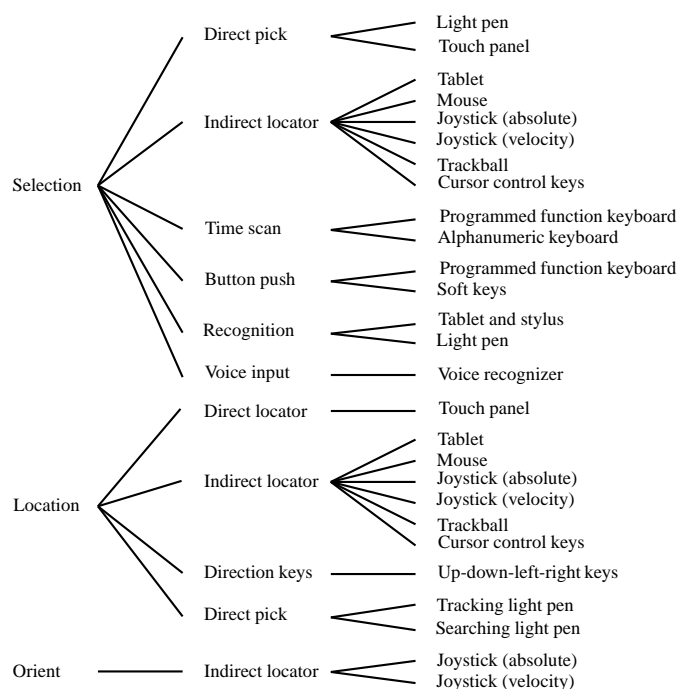 Selection
Direct pick
Light pen
Touch panel
Indirect locator
Tablet
Mouse
Joystick (absolute)
Joystick (velocity)
Trackball
Cursor control keys
Time scan
Programmed function keyboard
Alphanumeric keyboard
Button push
Programmed function keyboard
Soft keys
Recognition
Tablet and stylus
Light pen
Voice input
Voice recognizer
Location
Direct locator
Touch panel
Indirect locator
Tablet
Mouse
Joystick (absolute)
Joystick (velocity)
Trackball
Cursor control keys
Direction keys
Up-down-left-right keys
Direct pick
Tracking light pen
Searching light pen
Orient
Indirect locator
Joystick (absolute)
Joystick (velocity)